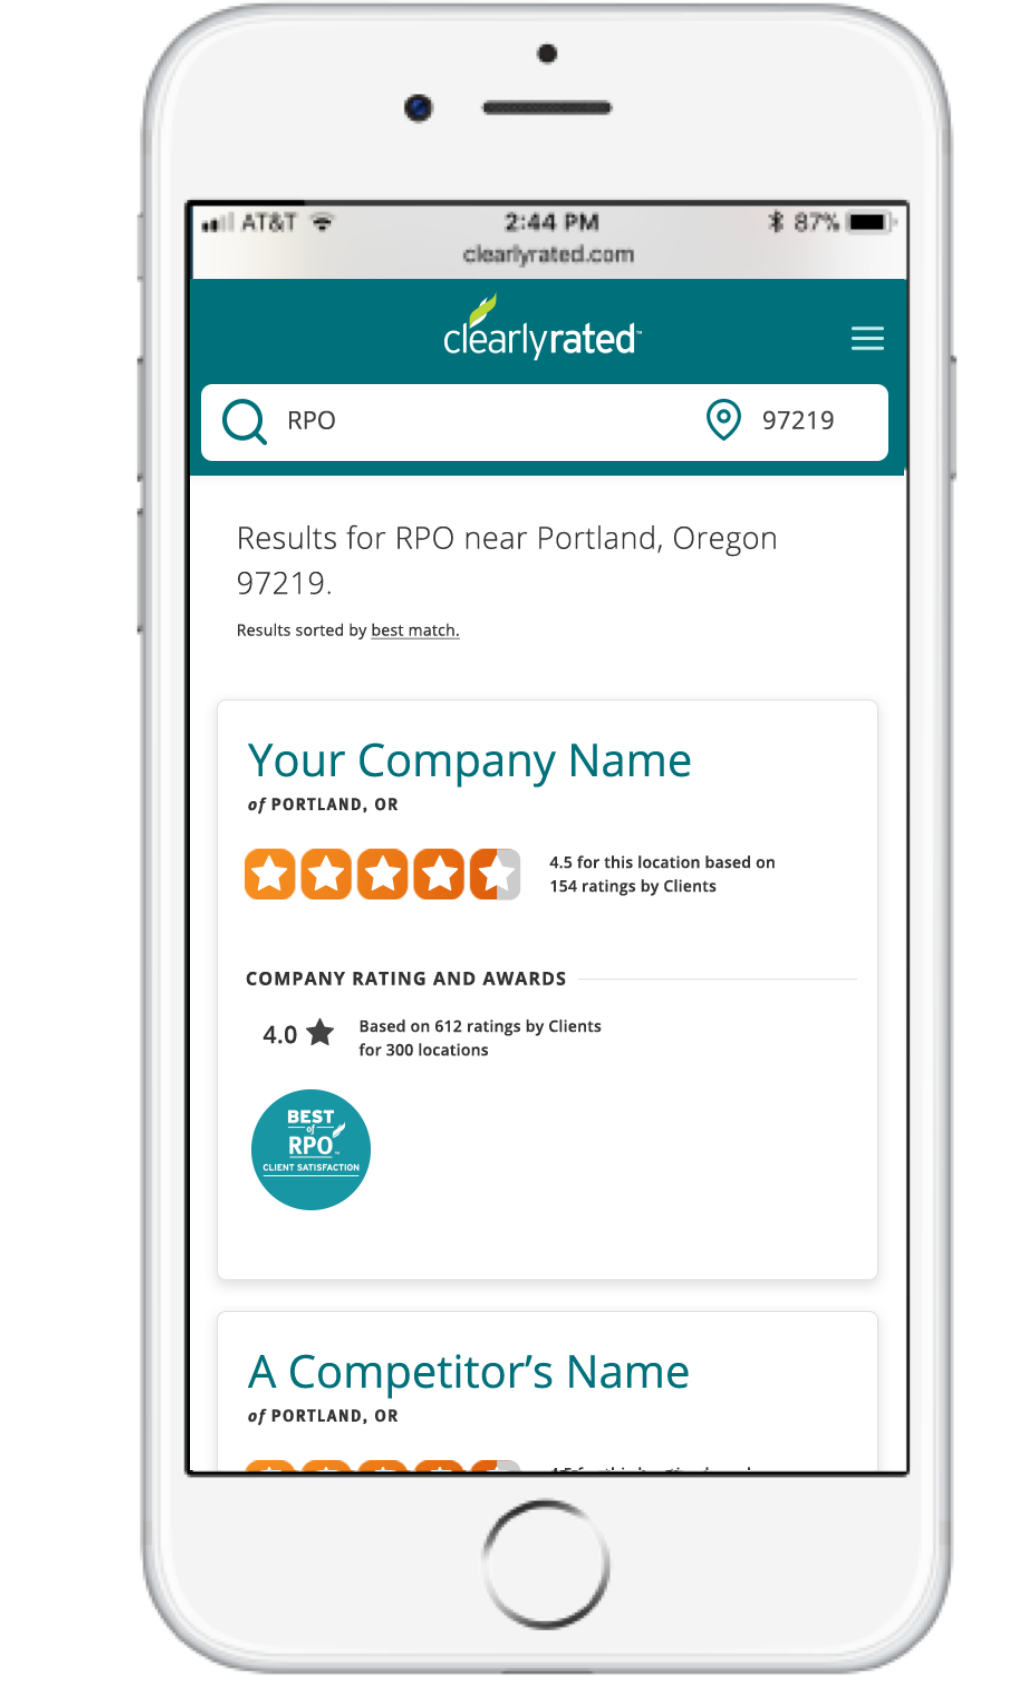 AT&T 2:44 PM 87%
clearlyrated.com
clearlyrated
RPO 97219
Results for RPO near Portland, Oregon
97219.
Results sorted by best match.
Your Company Name
of PORTLAND, OR
4.5 for this location based on
154 ratings by Clients
COMPANY RATING AND AWARDS
4.0
Based on 612 ratings by Clients
for 300 locations
BEST
of
RPO™
CLIENT SATISFACTION
A Competitor’s Name
of PORTLAND, OR